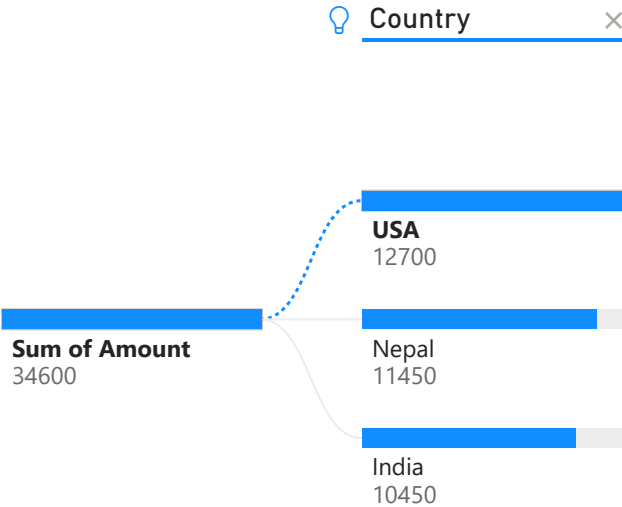 Country
USA
12700
Sum of Amount
34600
Nepal
11450
India
10450